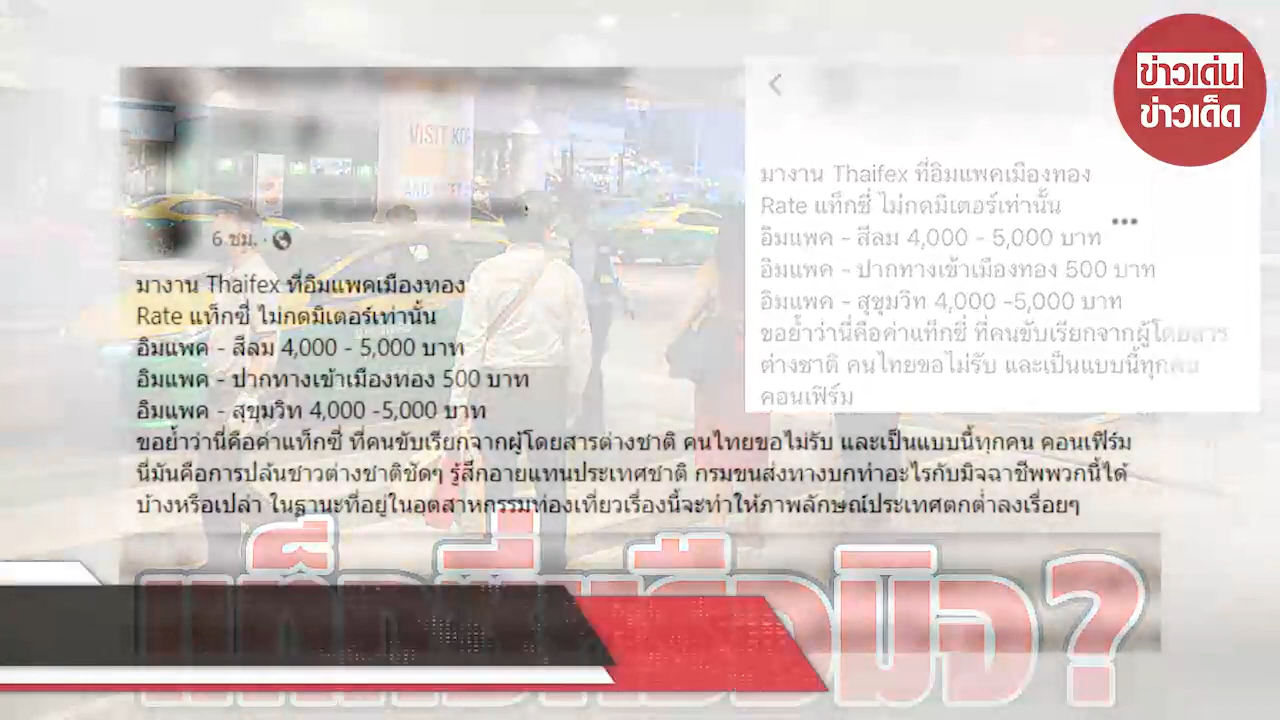 ข่าวเด่น
ข่าวเด็ด
VISIT KO
6 ชม.
มางาน Thaifex ที่อิมแพคเมืองทอง
Rate แท็กซี่ ไม่กดมิเตอร์เท่านั้น
อิมแพค - สีลม 4,000 - 5,000 บาท
อิมแพค - ปากทางเข้าเมืองทอง 500 บาท
อิมแพค - สุขุมวิท 4,000 -5,000 บาท
ขอย้ำว่านี่คือค่าแท็กซี่ ที่คนขับเรียกจากผู้โดยสารต่างชาติ คนไทยขอไม่รับ และเป็นแบบนี้ทุกคน คอนเฟิร์ม
นี่มันคือการปล้นชาวต่างชาติชัดๆ รู้สึกอายแทนประเทศชาติ กรมขนส่งทางบกทำอะไรกับมิจฉาชีพพวกนี้ได้
บ้างหรือเปล่า ในฐานะที่อยู่ในอุตสาหกรรมท่องเที่ยวเรื่องนี้จะทำให้ภาพลักษณ์ประเทศตกต่ำลงเรื่อยๆ
มางาน Thaifex ที่อิมแพคเมืองทอง
Rate แท็กซี่ ไม่กดมิเตอร์เท่านั้น
อิมแพค - สีลม 4,000 - 5,000 บาท
อิมแพค - ปากทางเข้าเมืองทอง 500 บาท
อิมแพค - สุขุมวิท 4,000 -5,000 บาท
ขอย้ำว่านี่คือค่าแท็กซี่ ที่คนขับเรียกจากผู้โดยสาร
ต่างชาติ คนไทยขอไม่รับ และเป็นแบบนี้ทุกคน
คอนเฟิร์ม
แท็กซี่หรือมิจ?